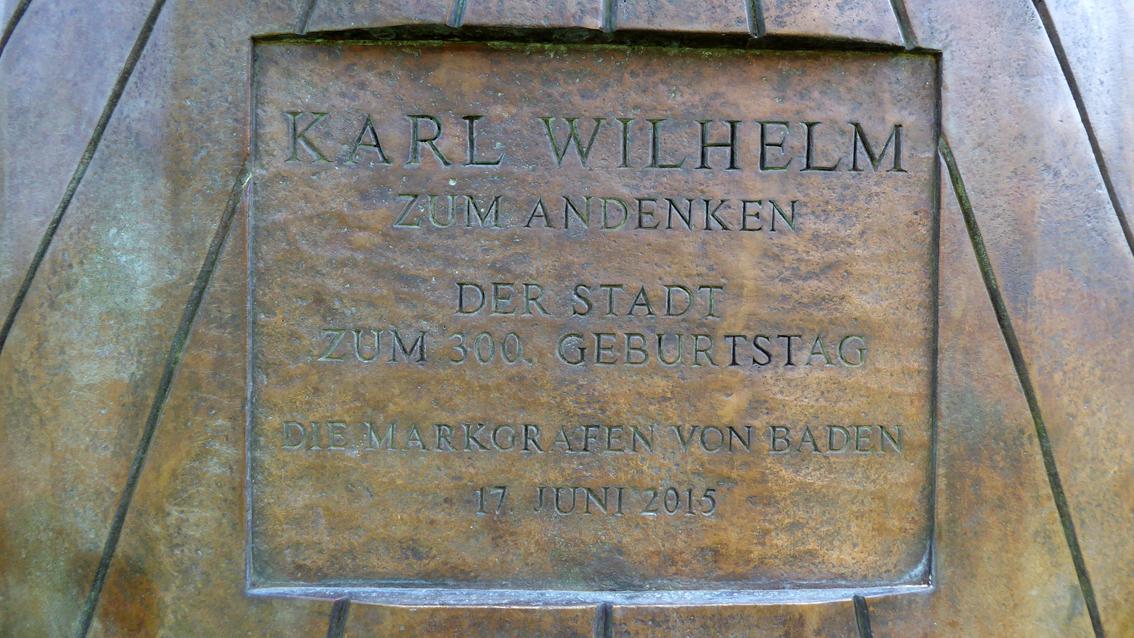 KARL WILHELM
ZUM ANDENKEN
DER STADT
ZUM 300. GEBURTSTAG
DIE MARKGRAFEN VON BADEN
17. JUNI 2015